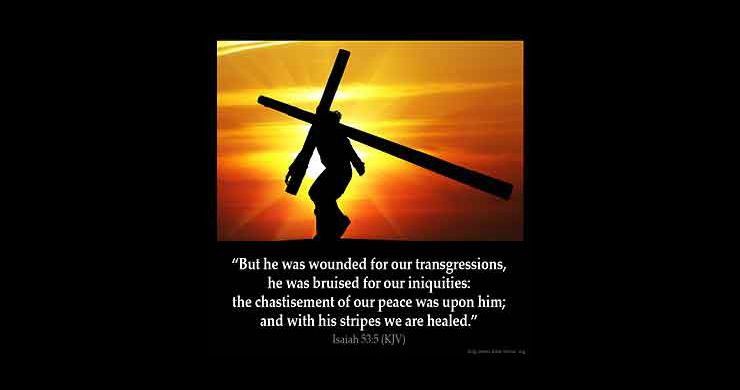 “But he was wounded for our transgressions,
he was bruised for our iniquities:
the chastisement of our peace was upon him;
and with his stripes we are healed.”
Isaiah 53:5 (KJV)